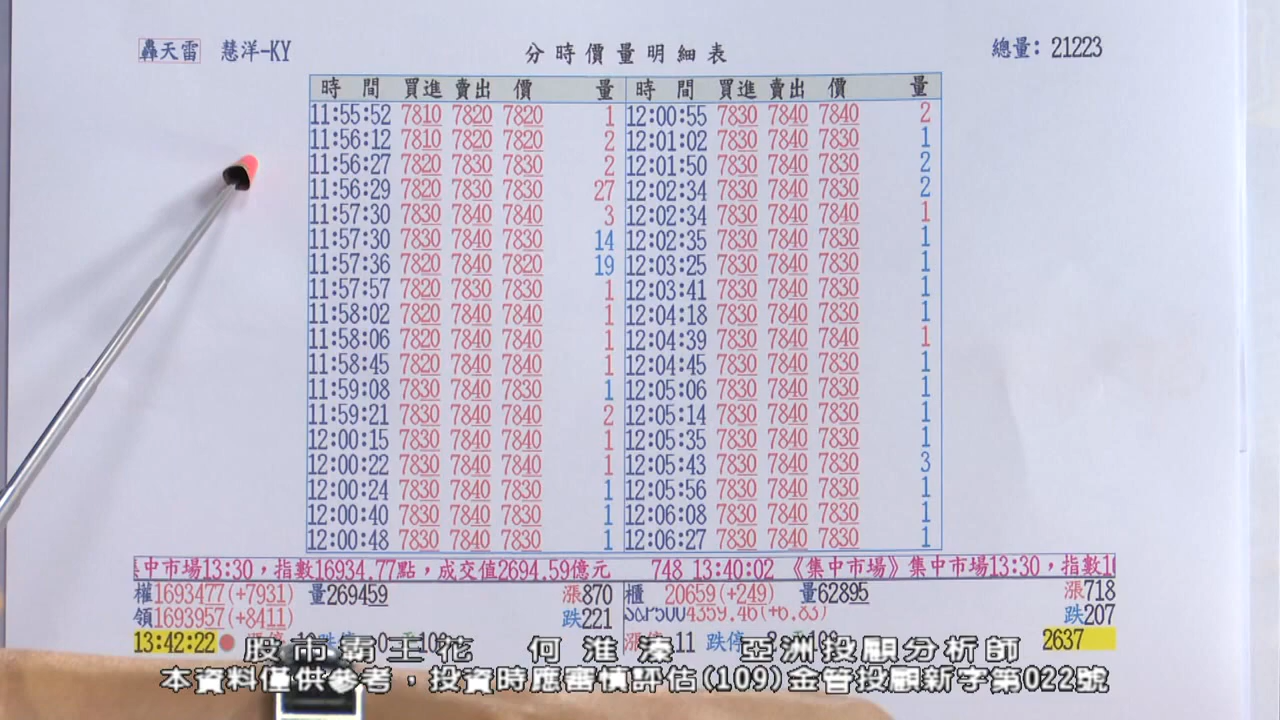 轟天雷 慧洋-KY 分時價量明細表 總量: 21223
時 間 買進 賣出 價 量 時 間 買進 賣出 價 量
11:55:52 7810 7820 7820 1 12:00:55 7830 7840 7840 2
11:56:12 7810 7820 7820 2 12:01:02 7830 7840 7830 1
11:56:27 7820 7830 7830 2 12:01:50 7830 7840 7830 2
11:56:29 7820 7830 7830 27 12:02:34 7830 7840 7830 2
11:57:30 7830 7840 7840 3 12:02:34 7830 7840 7840 1
11:57:30 7830 7840 7830 14 12:02:35 7830 7840 7830 1
11:57:36 7820 7840 7820 19 12:03:25 7830 7840 7830 1
11:57:57 7820 7830 7830 1 12:03:41 7830 7840 7830 1
11:58:02 7820 7840 7840 1 12:04:18 7830 7840 7830 1
11:58:06 7820 7840 7840 1 12:04:39 7830 7840 7840 1
11:58:45 7820 7840 7840 1 12:04:45 7830 7840 7830 1
11:59:08 7830 7840 7830 1 12:05:06 7830 7840 7830 1
11:59:21 7830 7840 7840 2 12:05:14 7830 7840 7830 1
12:00:15 7830 7840 7840 1 12:05:35 7830 7840 7830 1
12:00:22 7830 7840 7840 1 12:05:43 7830 7840 7830 3
12:00:24 7830 7840 7830 1 12:05:56 7830 7840 7830 1
12:00:40 7830 7840 7830 1 12:06:08 7830 7840 7830 1
12:00:48 7830 7840 7830 1 12:06:27 7830 7840 7830 1
集中市場13:30，指數16934.77點，成交值2694.59億元 748 13:40:02 《集中市場》集中市場13:30，指數1
權1693477(+7931) 量269459 漲870 櫃 20659(+249) 量62895 漲718
領1693957(+8411) 跌221 S&P500 4359.46(+6.83) 跌207
13:42:22 11 跌停 2637
股市霸王花 何淮溱 亞洲投顧分析師
本資料僅供參考，投資時應審慎評估(109)金管投顧新字第022號